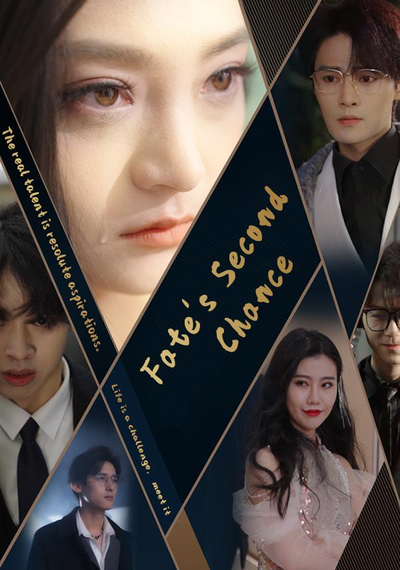 The real talent is resolute aspirations.
Fate's Second
Chance
Life is a challenge, meet it